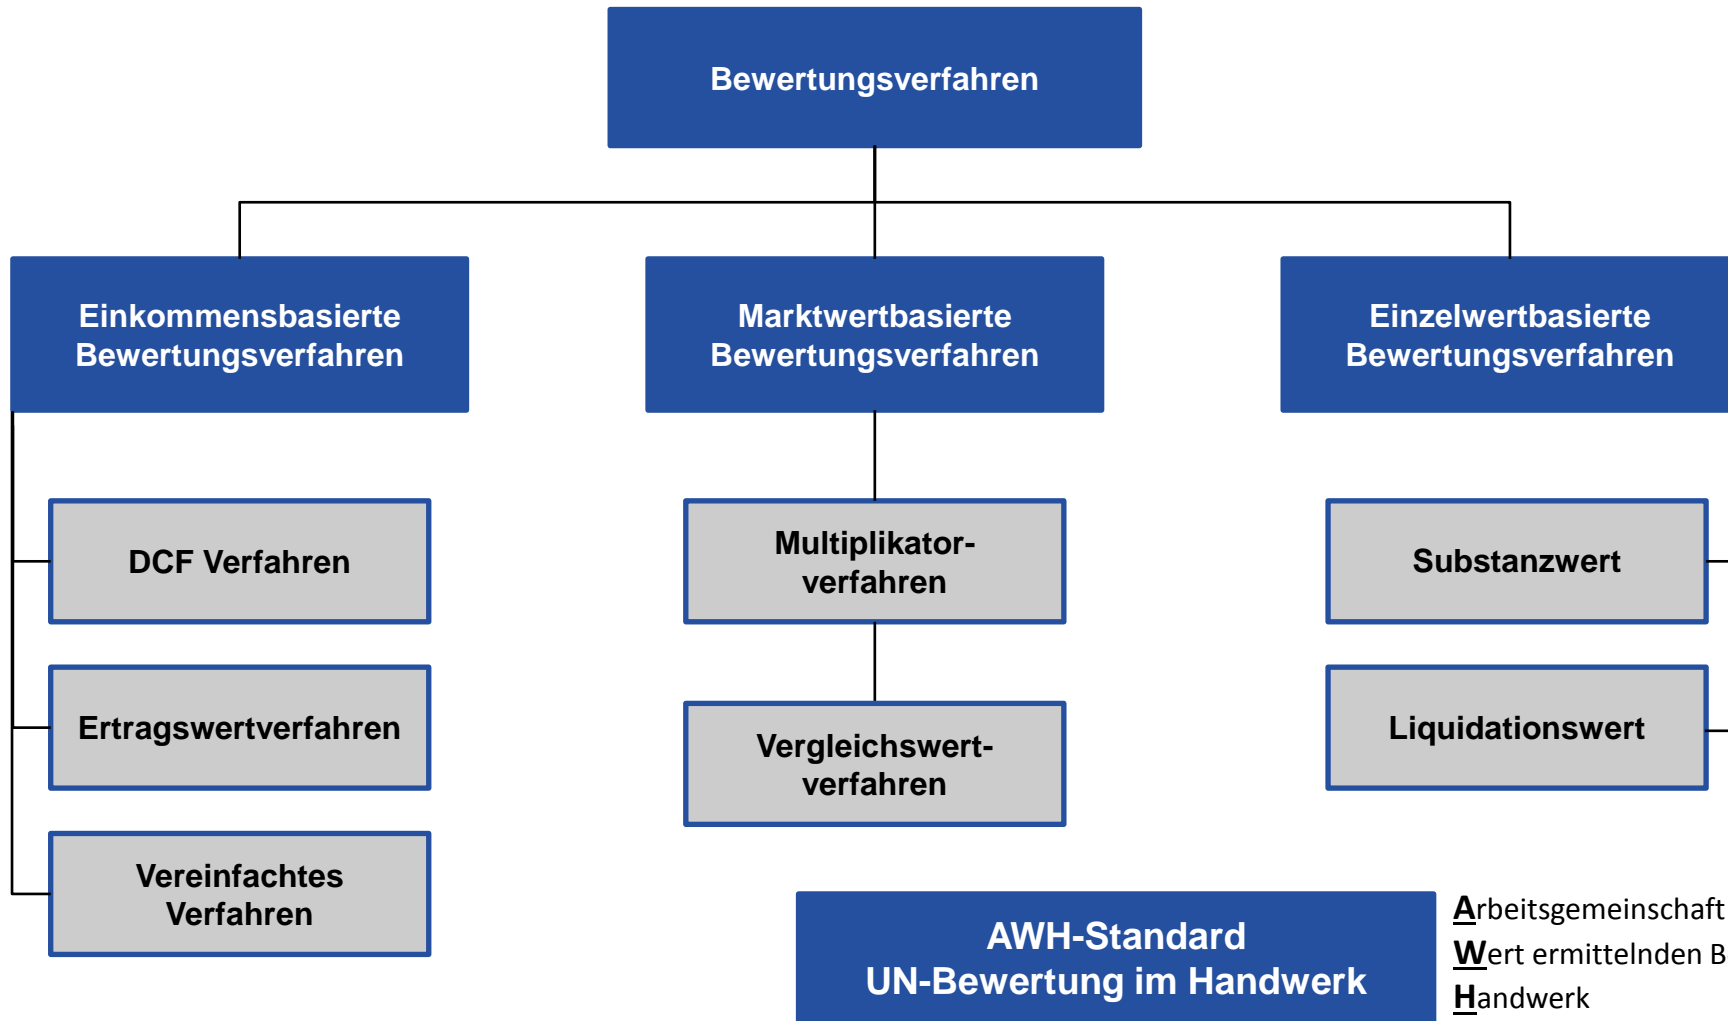 Bewertungsverfahren
Einkommensbasierte
Bewertungsverfahren
Marktwertbasierte
Bewertungsverfahren
Einzelwertbasierte
Bewertungsverfahren
DCF Verfahren
Ertragswertverfahren
Vereinfachtes
Verfahren
Multiplikator-
verfahren
Vergleichswert-
verfahren
Substanzwert
Liquidationswert
AWH-Standard
UN-Bewertung im Handwerk
Arbeitsgemeinschaft
Wert ermittelnden
Handwerk